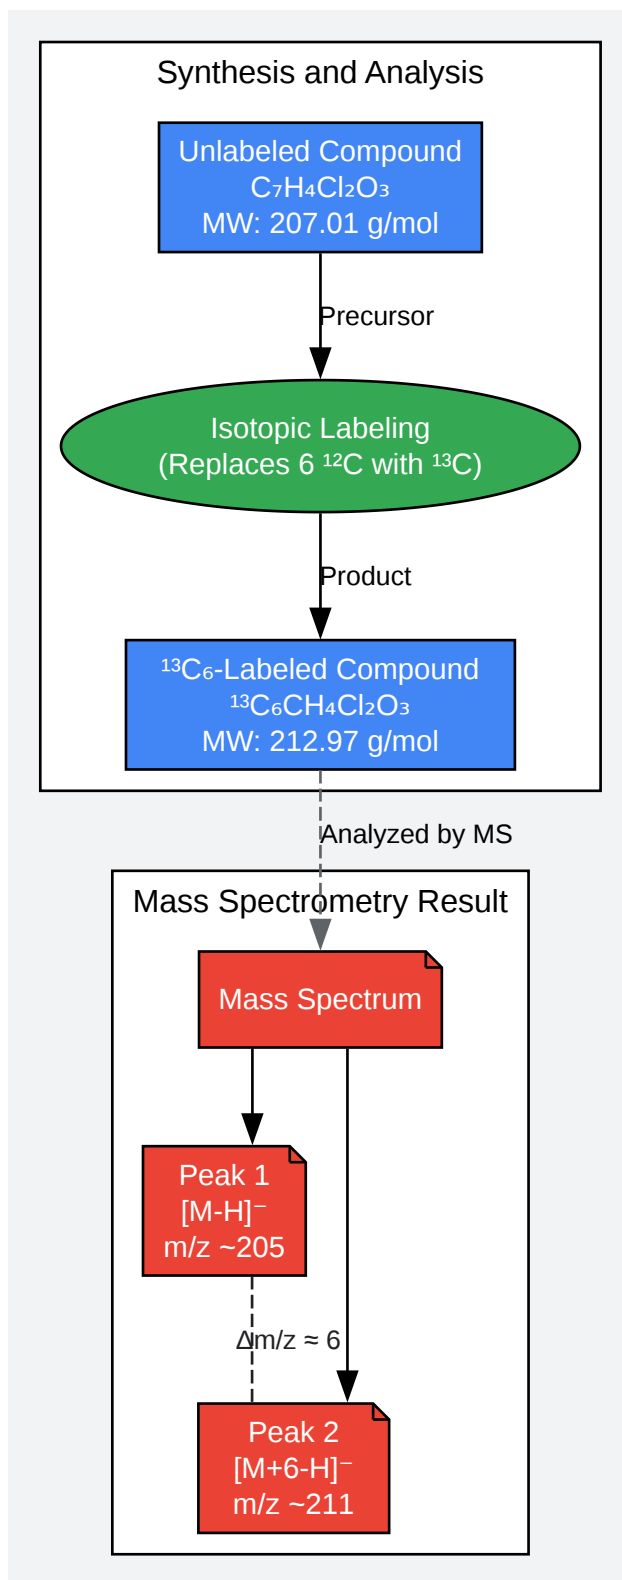 Synthesis and Analysis
Unlabeled Compound
C₇H₄Cl₂O₃
MW: 207.01 g/mol
Precursor
Isotopic Labeling
(Replaces 6 ¹²C with ¹³C)
Product
¹³C₆-Labeled Compound
¹³C₆CH₄Cl₂O₃
MW: 212.97 g/mol
Analyzed by MS
Mass Spectrometry Result
Mass Spectrum
Peak 1
[M-H]⁻
m/z ~205
Δm/z ≈ 6
Peak 2
[M+6-H]⁻
m/z ~211